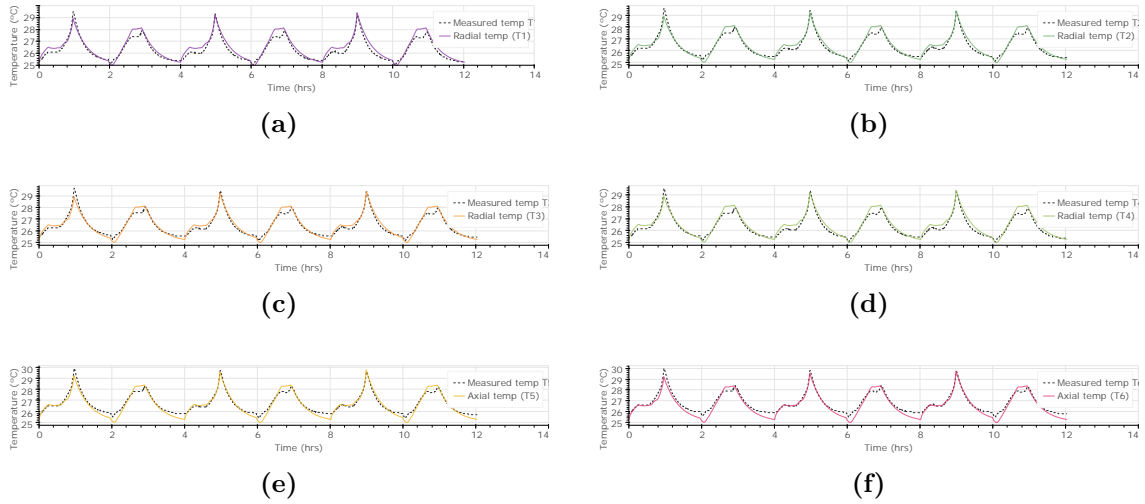 Temperature (°C)
29
28
27
26
25
0 2 4 6 8 10 12 14
Time (hrs)
Measured temp T
Radial temp (T1)
(a)
Temperature (°C)
29
28
27
26
25
0 2 4 6 8 10 12 14
Time (hrs)
Measured temp T
Radial temp (T2)
(b)
Temperature (°C)
29
28
27
26
25
0 2 4 6 8 10 12 14
Time (hrs)
Measured temp T
Radial temp (T3)
(c)
Temperature (°C)
29
28
27
26
25
0 2 4 6 8 10 12 14
Time (hrs)
Measured temp T
Radial temp (T4)
(d)
Temperature (°C)
30
29
28
27
26
25
0 2 4 6 8 10 12 14
Time (hrs)
Measured temp T
Axial temp (T5)
(e)
Temperature (°C)
30
29
28
27
26
25
0 2 4 6 8 10 12 14
Time (hrs)
Measured temp T
Axial temp (T6)
(f)